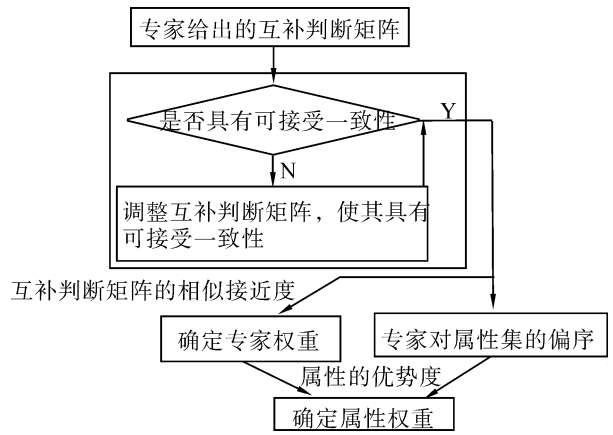 专家给出的互补判断矩阵
是否具有可接受一致性
Y
N
调整互补判断矩阵，使其具有
可接受一致性
互补判断矩阵的相似接近度
确定专家权重
专家对属性集的偏序
属性的优势度
确定属性权重